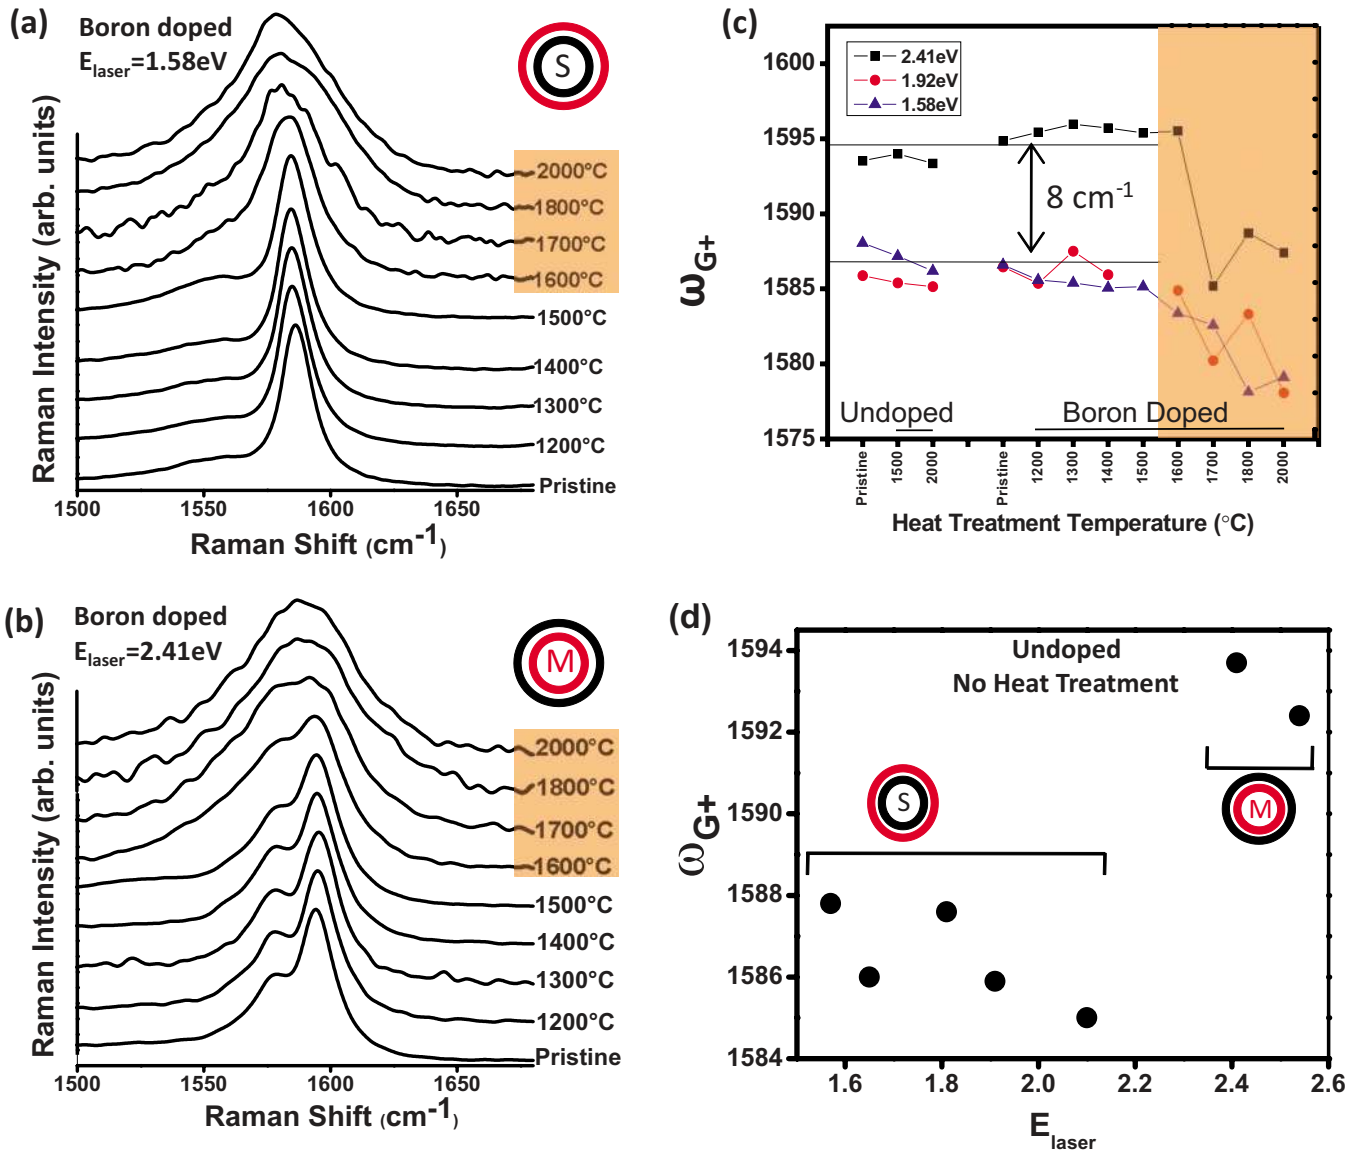 (a)
Boron doped
E_laser=1.58eV
S
2000°C
1800°C
1700°C
1600°C
1500°C
1400°C
1300°C
1200°C
Pristine
Raman Intensity (arb. units)
1500 1550 1600 1650
Raman Shift (cm⁻¹)
(b)
Boron doped
E_laser=2.41eV
M
2000°C
1800°C
1700°C
1600°C
1500°C
1400°C
1300°C
1200°C
Pristine
Raman Intensity (arb. units)
1500 1550 1600 1650
Raman Shift (cm⁻¹)
(c)
2.41eV
1.92eV
1.58eV
1600
1595
1590
1585
1580
1575
ω_G+
8 cm⁻¹
Undoped
Boron Doped
Pristine 1500 2000 Pristine 1200 1300 1400 1500 1600 1700 1800 2000
Heat Treatment Temperature (°C)
(d)
Undoped
No Heat Treatment
S
M
1594
1592
1590
1588
1586
1584
ω_G+
1.6 1.8 2.0 2.2 2.4 2.6
E_laser